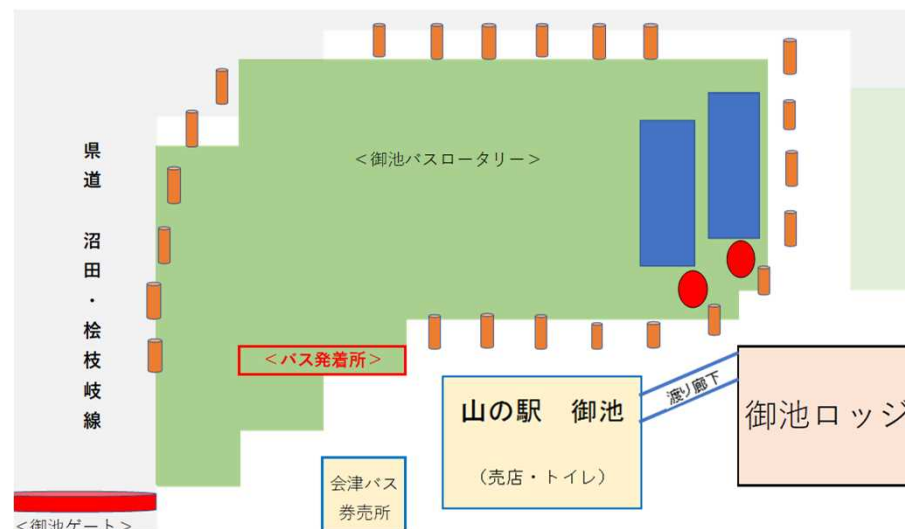 <御池バスロータリー>
県道 沼田・桧枝岐線
<バス発着所>
山の駅 御池
(売店・トイレ)
渡り廊下
御池ロッジ
会津バス
券売所
<御池ゲート>